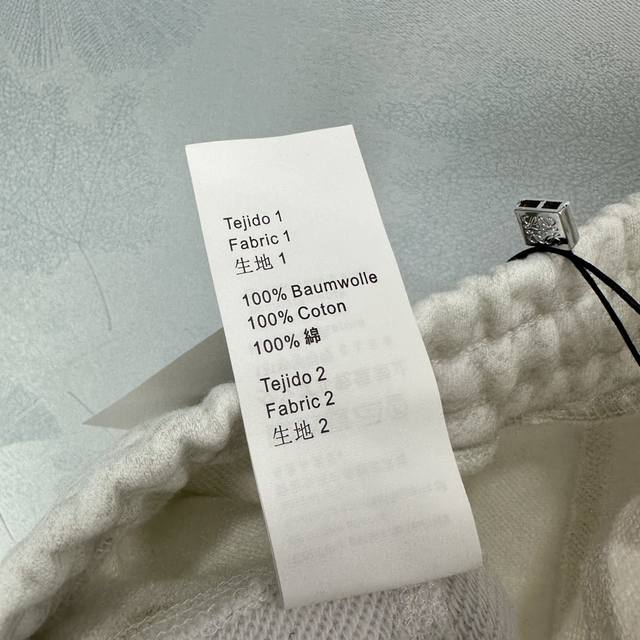 Tejido 1
Fabric 1
生地 1
100% Baumwolle
100% Coton
100% 綿
Tejido 2
Fabric 2
生地 2